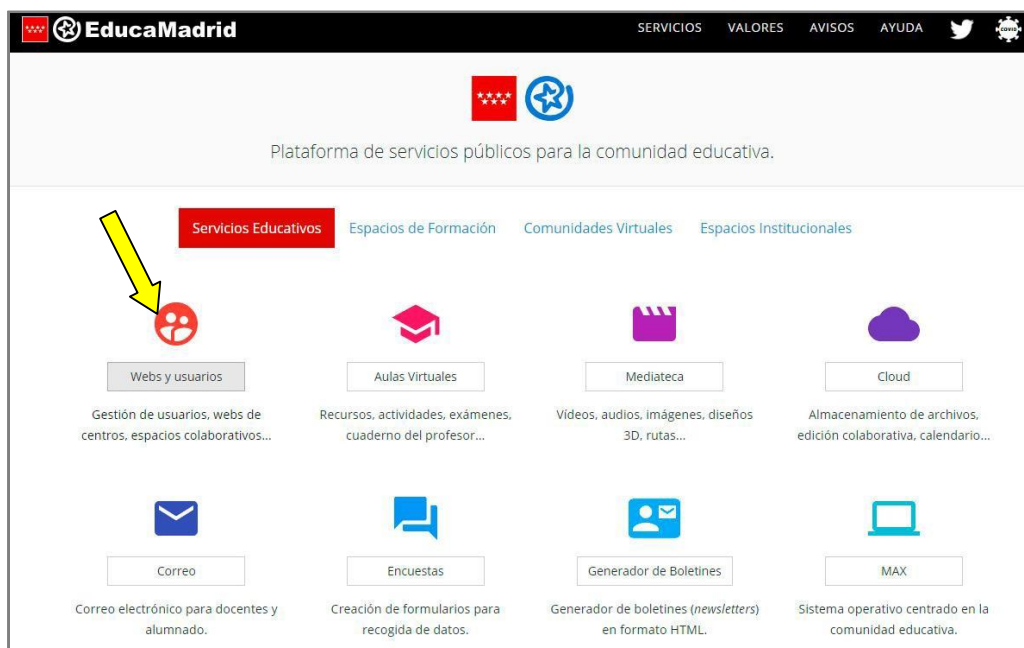 EducaMadrid
SERVICIOS VALORES AVISOS AYUDA COVID
Plataforma de servicios públicos para la comunidad educativa.
Servicios Educativos Espacios de Formación Comunidades Virtuales Espacios Institucionales
Webs y usuarios
Gestión de usuarios, webs de
centros, espacios colaborativos...
Aulas Virtuales
Recursos, actividades, exámenes,
cuaderno del profesor...
Mediateca
Vídeos, audios, imágenes, diseños
3D, rutas...
Cloud
Almacenamiento de archivos,
edición colaborativa, calendario...
Correo
Correo electrónico para docentes y
alumnado.
Encuestas
Creación de formularios para
recogida de datos.
Generador de Boletines
Generador de boletines (newsletters)
en formato HTML.
MAX
Sistema operativo centrado en la
comunidad educativa.